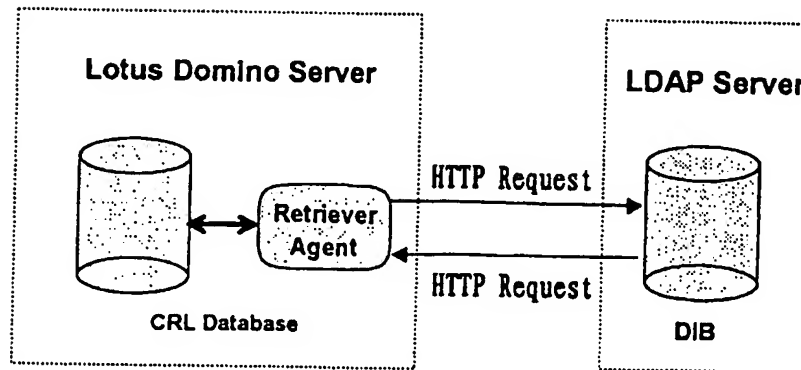 Lotus Domino Server
LDAP Server
HTTP Request
Retriever
Agent
HTTP Request
CRL Database
DIB